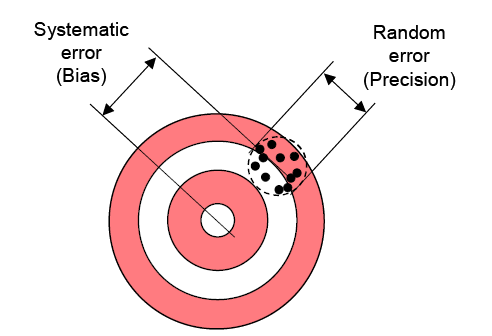 Systematic
error
(Bias)
Random
error
(Precision)